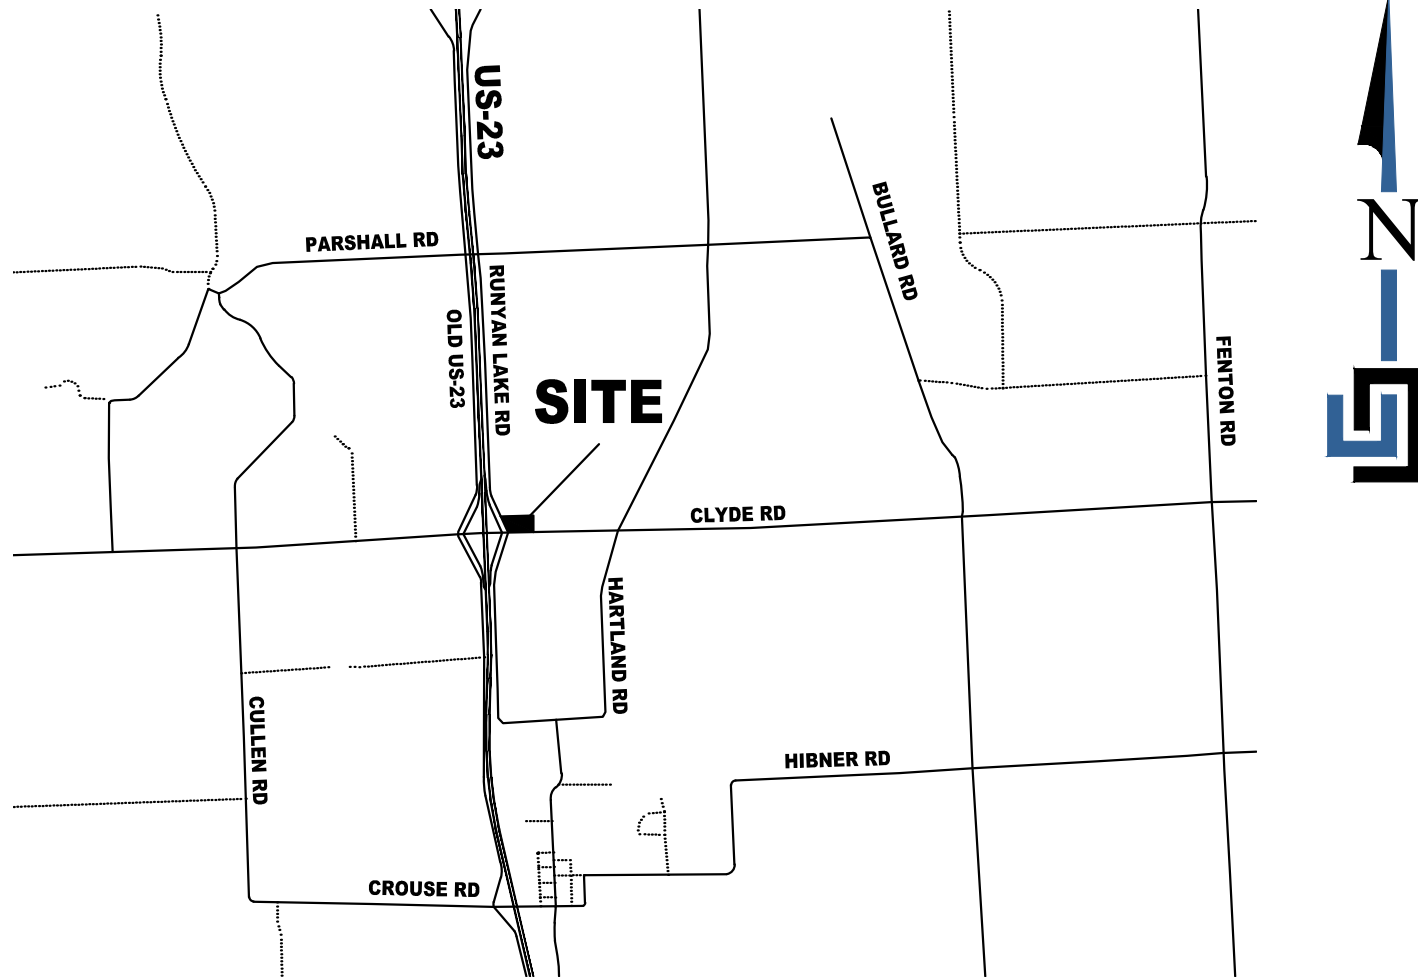 US-23
N
BULLARD RD
PARSHALL RD
RUNYAN LAKE RD
OLD US-23
FENTON RD
SITE
CLYDE RD
HARTLAND RD
CULLEN RD
HIBNER RD
CROUSE RD